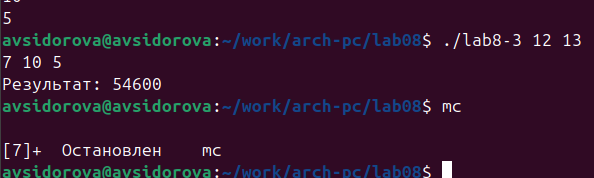 5
avsidorova@avsidorova:~/work/arch-pc/lab08$ ./lab8-3 12 13
7 10 5
Результат: 54600
avsidorova@avsidorova:~/work/arch-pc/lab08$ mc
[7]+  Остановлен    mc
avsidorova@avsidorova:~/work/arch-pc/lab08$